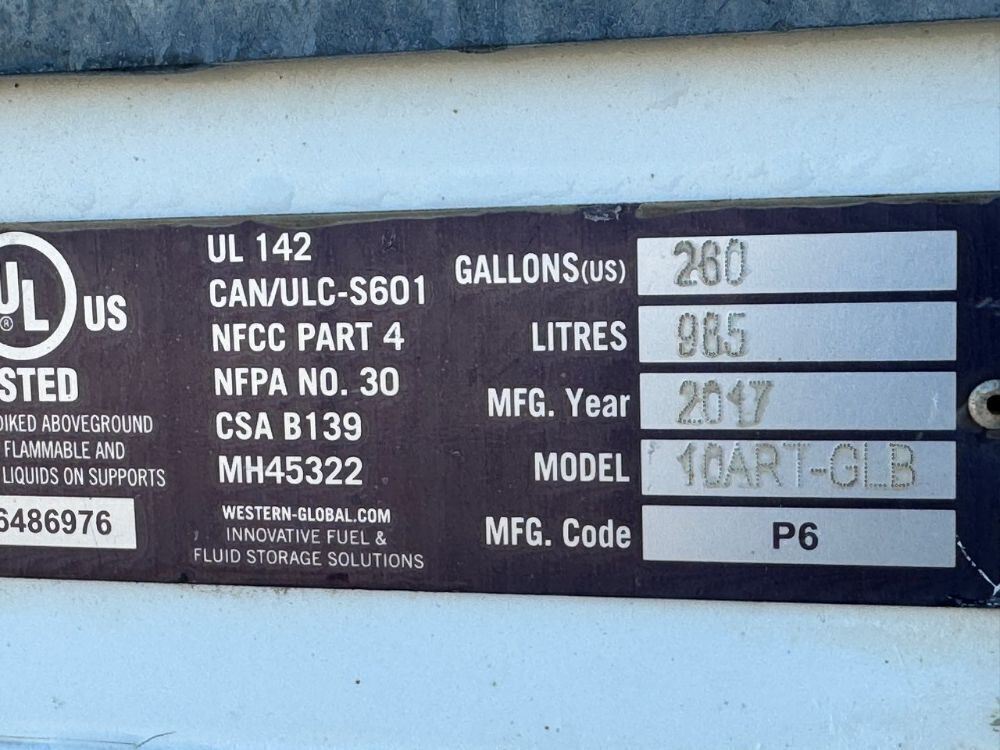 UL
®
US
STED
DIKED ABOVEGROUND
FLAMMABLE AND
LIQUIDS ON SUPPORTS
6486976
UL 142
CAN/ULC-S601
NFCC PART 4
NFPA NO. 30
CSA B139
MH45322
WESTERN-GLOBAL.COM
INNOVATIVE FUEL &
FLUID STORAGE SOLUTIONS
GALLONS(US) 260
LITRES 985
MFG. Year 2017
MODEL 10ART-GLB
MFG. Code P6